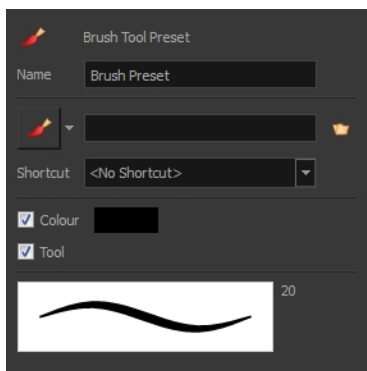 Brush Tool Preset
Name Brush Preset
Shortcut <No Shortcut>
Colour
Tool
20